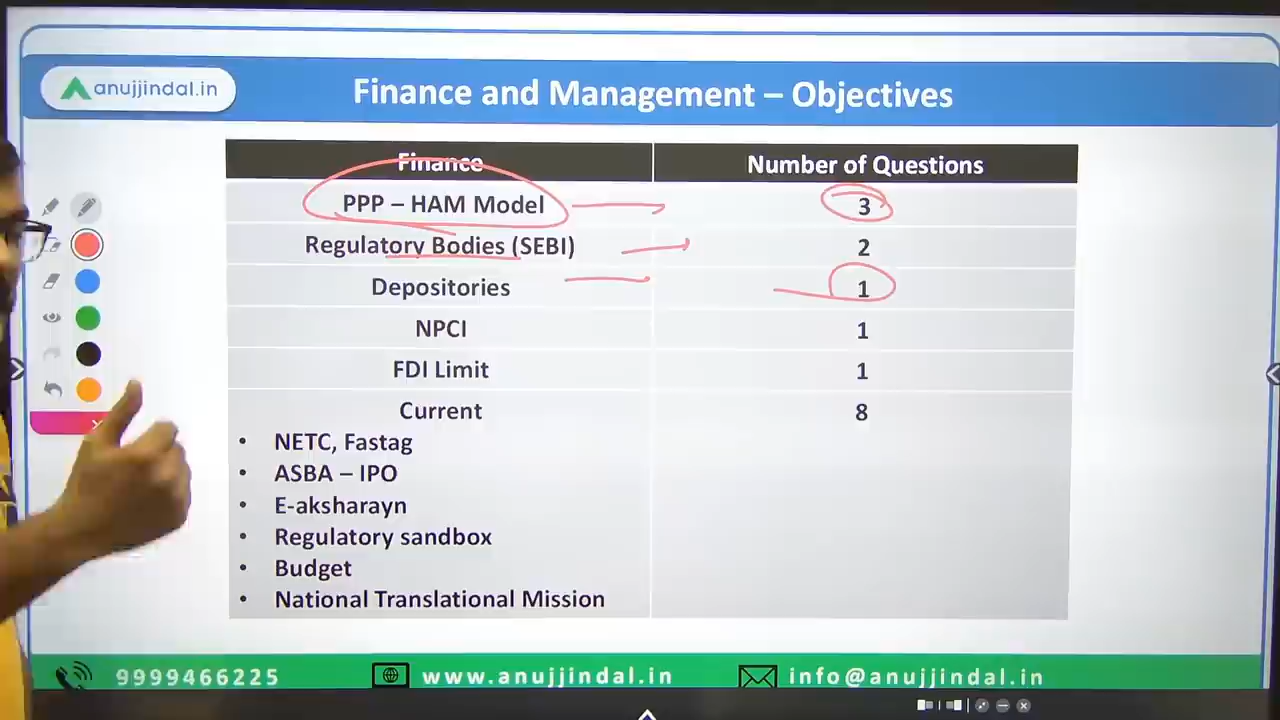 anujjindal.in
Finance and Management – Objectives
Finance Number of Questions
PPP – HAM Model 3
Regulatory Bodies (SEBI) 2
Depositories 1
NPCI 1
FDI Limit 1
Current 8
• NETC, Fastag
• ASBA – IPO
• E-aksharayn
• Regulatory sandbox
• Budget
• National Translational Mission
9999466225 www.anujjindal.in info@anujjindal.in